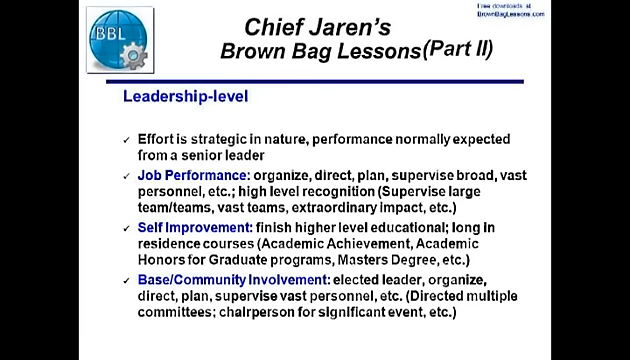 Free downloads at
BrownBagLessons.com
BBL
Chief Jaren's
Brown Bag Lessons (Part II)
Leadership-level
✓ Effort is strategic in nature, performance normally expected
from a senior leader
✓ Job Performance: organize, direct, plan, supervise broad, vast
personnel, etc.; high level recognition (Supervise large
team/teams, vast teams, extraordinary impact, etc.)
✓ Self Improvement: finish higher level educational; long in
residence courses (Academic Achievement, Academic
Honors for Graduate programs, Masters Degree, etc.)
✓ Base/Community Involvement: elected leader, organize,
direct, plan, supervise vast personnel, etc. (Directed multiple
committees; chairperson for significant event, etc.)